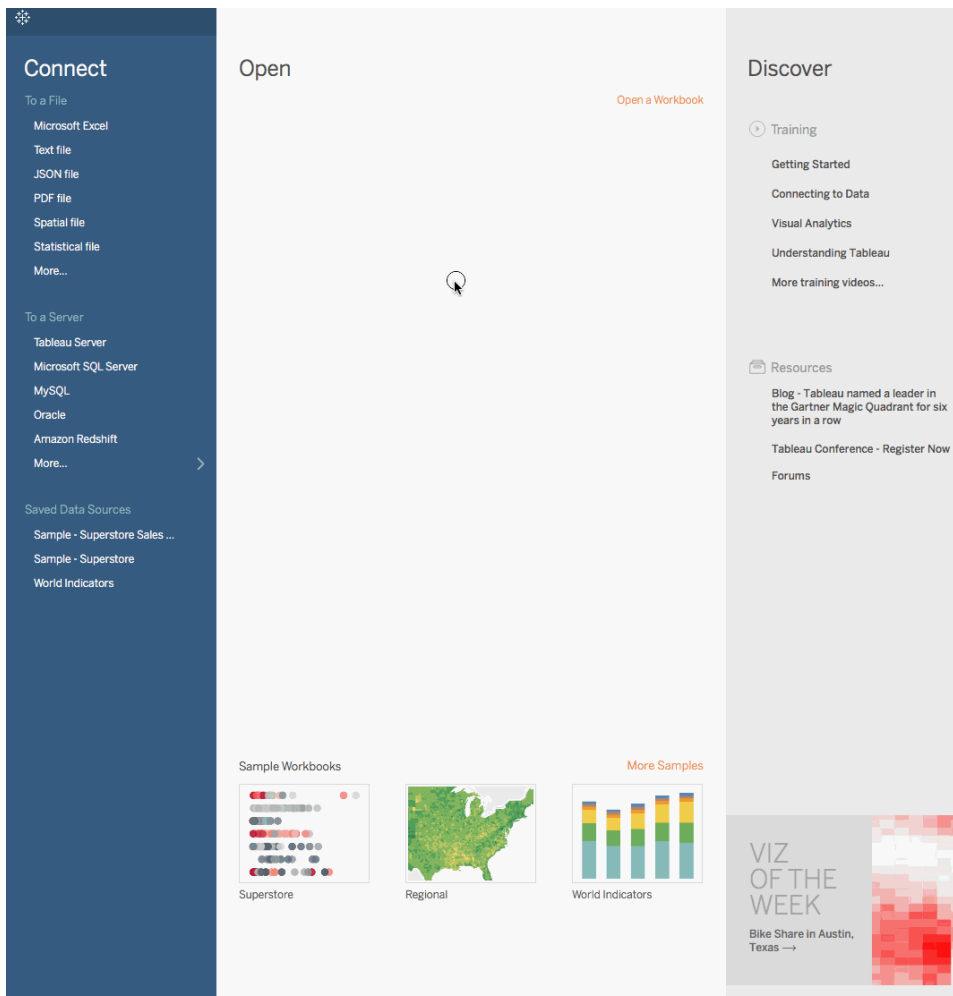 Connect
To a File
Microsoft Excel
Text file
JSON file
PDF file
Spatial file
Statistical file
More...
To a Server
Tableau Server
Microsoft SQL Server
MySQL
Oracle
Amazon Redshift
More...
Saved Data Sources
Sample - Superstore Sales ...
Sample - Superstore
World Indicators
Open
Open a Workbook
Sample Workbooks
More Samples
Superstore
Regional
World Indicators
Discover
Training
Getting Started
Connecting to Data
Visual Analytics
Understanding Tableau
More training videos...
Resources
Blog - Tableau named a leader in
the Gartner Magic Quadrant for six
years in a row
Tableau Conference - Register Now
Forums
VIZ
OF THE
WEEK
Bike Share in Austin,
Texas →